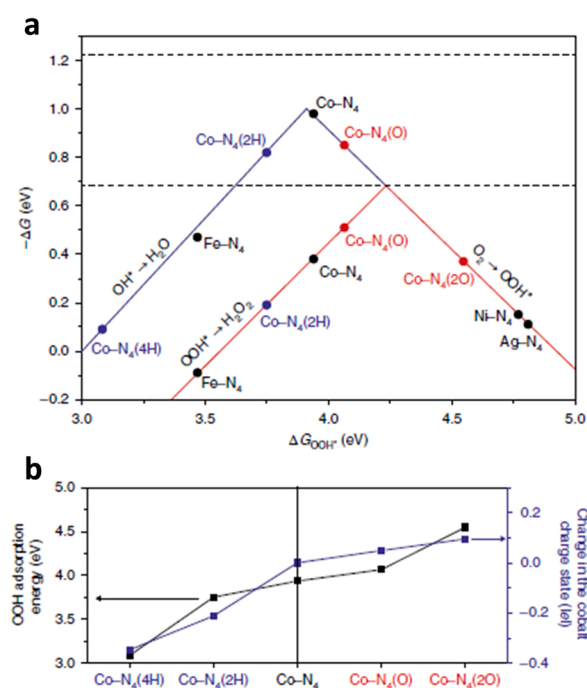 a
1.2
1.0
0.8
0.6
0.4
0.2
0.0
−0.2
−ΔG (eV)
Co–N₄
Co–N₄(2H)
Co–N₄(O)
OH* → H₂O
Fe–N₄
Co–N₄(O)
Co–N₄
O₂ → OOH*
Co–N₄(2O)
Co–N₄(4H)
OOH* → H₂O₂
Co–N₄(2H)
Ni–N₄
Ag–N₄
Fe–N₄
3.0 3.5 4.0 4.5 5.0
ΔG_OOH* (eV)
b
5.0
4.5
4.0
3.75
3.0
OOH adsorption
energy (eV)
0.2
0.0
−0.2
−0.4
Change in the cobalt
charge state (lel)
Co–N₄(4H) Co–N₄(2H) Co–N₄ Co–N₄(O) Co–N₄(2O)